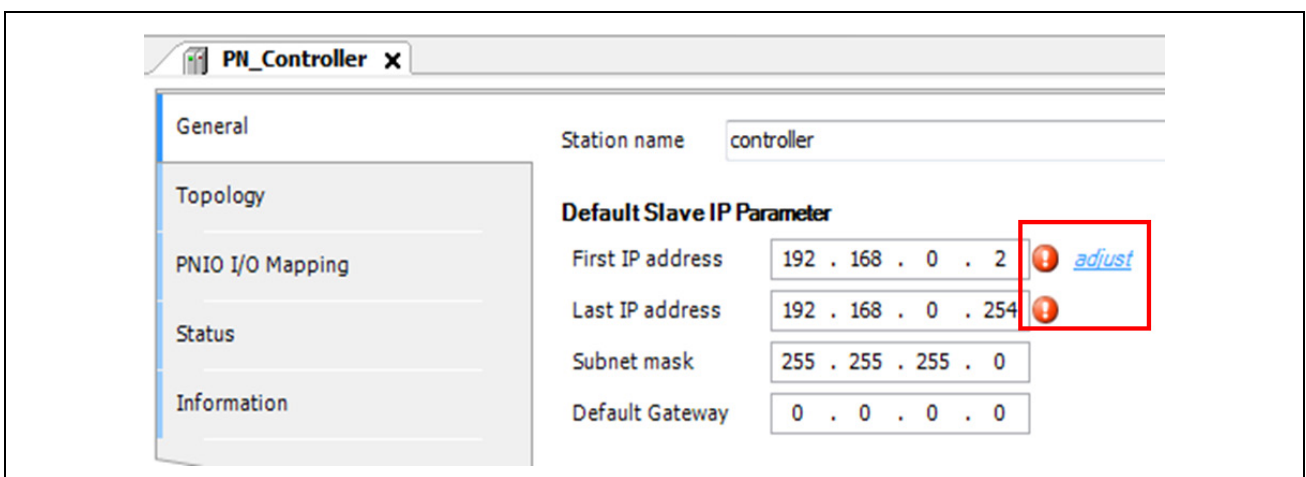 PN_Controller x
General
Station name controller
Topology
Default Slave IP Parameter
First IP address 192 . 168 . 0 . 2 ! adjust
PNIO I/O Mapping
Last IP address 192 . 168 . 0 . 254 !
Status
Subnet mask 255 . 255 . 255 . 0
Information
Default Gateway 0 . 0 . 0 . 0